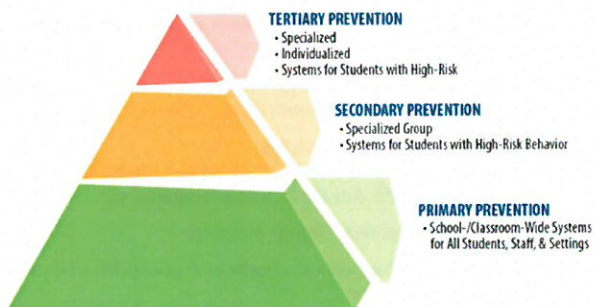 TERTIARY PREVENTION
• Specialized
• Individualized
• Systems for Students with High-Risk
SECONDARY PREVENTION
• Specialized Group
• Systems for Students with High-Risk Behavior
PRIMARY PREVENTION
• School-/Classroom-Wide Systems
for All Students, Staff, & Settings